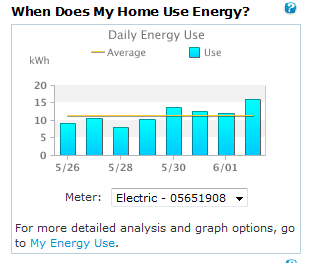 When Does My Home Use Energy?
Daily Energy Use
Average Use
kWh
20
15
10
5
0
5/26 5/28 5/30 6/01
Meter: Electric - 05651908
For more detailed analysis and graph options, go
to My Energy Use.